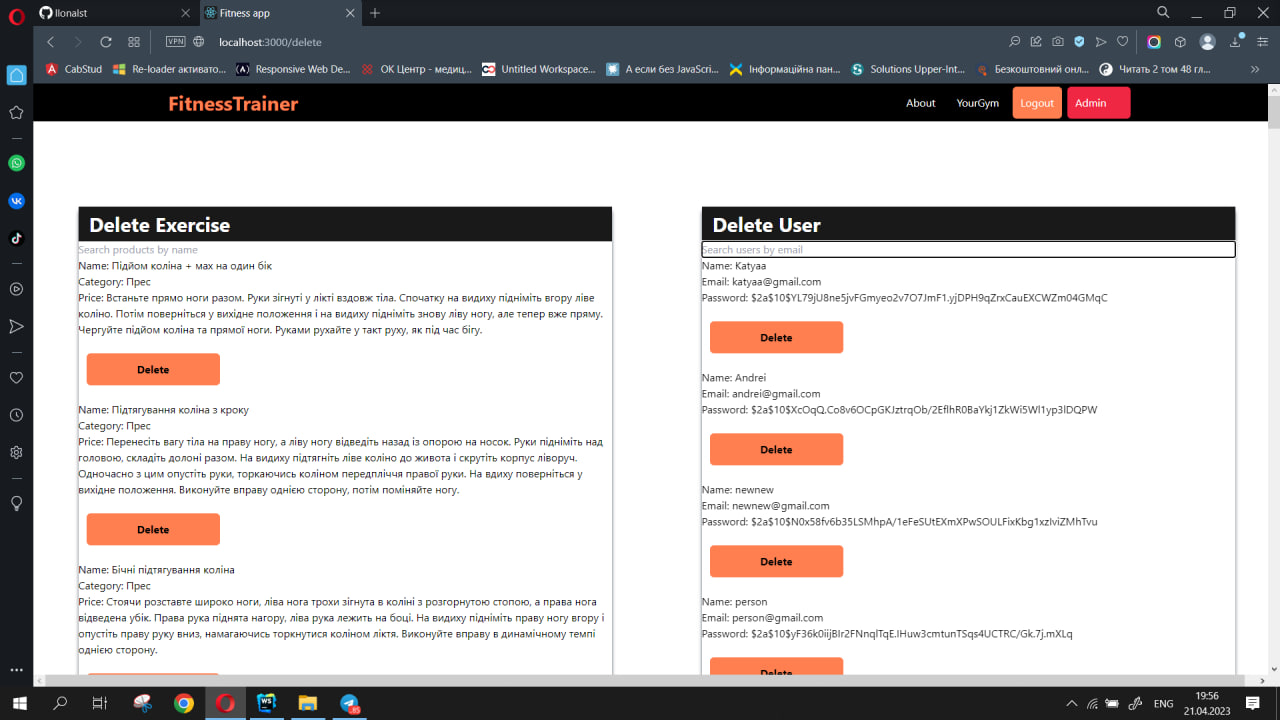 Ilonalst
Fitness app
VPN
localhost:3000/delete
CabStud
Re-loader активато...
Responsive Web De...
ОК Центр - медиц...
Untitled Workspace...
А если без JavaScri...
Інформаційна пан...
Solutions Upper-Int...
Безкоштовний онл...
Читать 2 том 48 гл...
FitnessTrainer
About
YourGym
Logout
Admin
Delete Exercise
Search products by name
Name: Підйом коліна + мах на один бік
Category: Прес
Price: Встаньте прямо ноги разом. Руки зігнуті у лікті вздовж тіла. Спочатку на видиху підніміть вгору ліве
коліно. Потім поверніться у вихідне положення і на видиху підніміть знову ліву ногу, але тепер вже пряму.
Чергуйте підйом коліна та прямої ноги. Руками рухайте у такт руху, як під час бігу.
Delete
Name: Підтягування коліна з кроку
Category: Прес
Price: Перенесіть вагу тіла на праву ногу, а ліву ногу відведіть назад із опорою на носок. Руки підніміть над
головою, складіть долоні разом. На видиху підтягніть ліве коліно до живота і скрутіть корпус ліворуч.
Одночасно з цим опустіть руки, торкаючись коліном передпліччя правої руки. На вдиху поверніться у
вихідне положення. Виконуйте вправу однією сторону, потім поміняйте ногу.
Delete
Name: Бічні підтягування коліна
Category: Прес
Price: Стоячи розставте широко ноги, ліва нога трохи зігнута в коліні з розгорнутою стопою, а права нога
відведена убік. Права рука піднята нагору, ліва рука лежить на боці. На видиху підніміть праву ногу вгору і
опустіть праву руку вниз, намагаючись торкнутися коліном ліктя. Виконуйте вправу в динамічному темпі
однією сторону.
Delete User
Search users by email
Name: Katyaa
Email: katyaa@gmail.com
Password: $2a$10$YL79jU8ne5jvFGmyeo2v7O7JmF1.yjDPH9qZrxCauEXCWZm04GMqC
Delete
Name: Andrei
Email: andrei@gmail.com
Password: $2a$10$XcOqQ.Co8v6OCpGKJztrqOb/2EflhR0BaYkj1ZkWi5Wl1yp3lDQPW
Delete
Name: newnew
Email: newnew@gmail.com
Password: $2a$10$N0x58fv6b35LSMhpA/1eFeSUtEXmXPwSOULFixKbg1xzIviZMhTvu
Delete
Name: person
Email: person@gmail.com
Password: $2a$10$yF36k0iijBIr2FNnqlTqE.IHuw3cmtunTSqs4UCTRC/Gk.7j.mXLq
Delete
ENG
19:56
21.04.2023